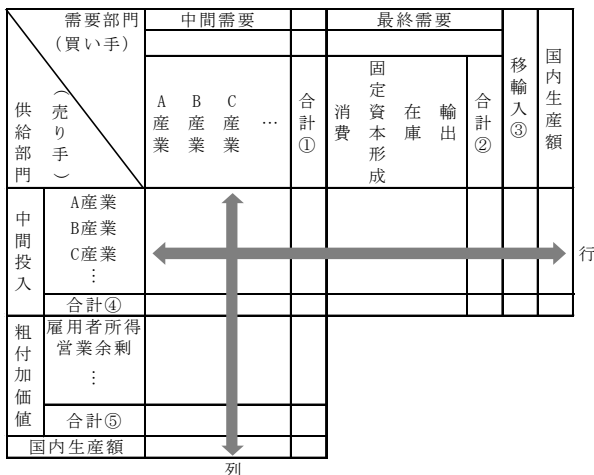 需要部門
(買い手)
供給部門
(売り手)
中間需要
最終需要
A産業
B産業
C産業
…
合計①
消費
固定資本形成
在庫
輸出
合計②
移輸入③
国内生産額
中間投入
A産業
B産業
C産業
⋮
合計④
行
粗付加価値
雇用者所得
営業余剰
⋮
合計⑤
国内生産額
列